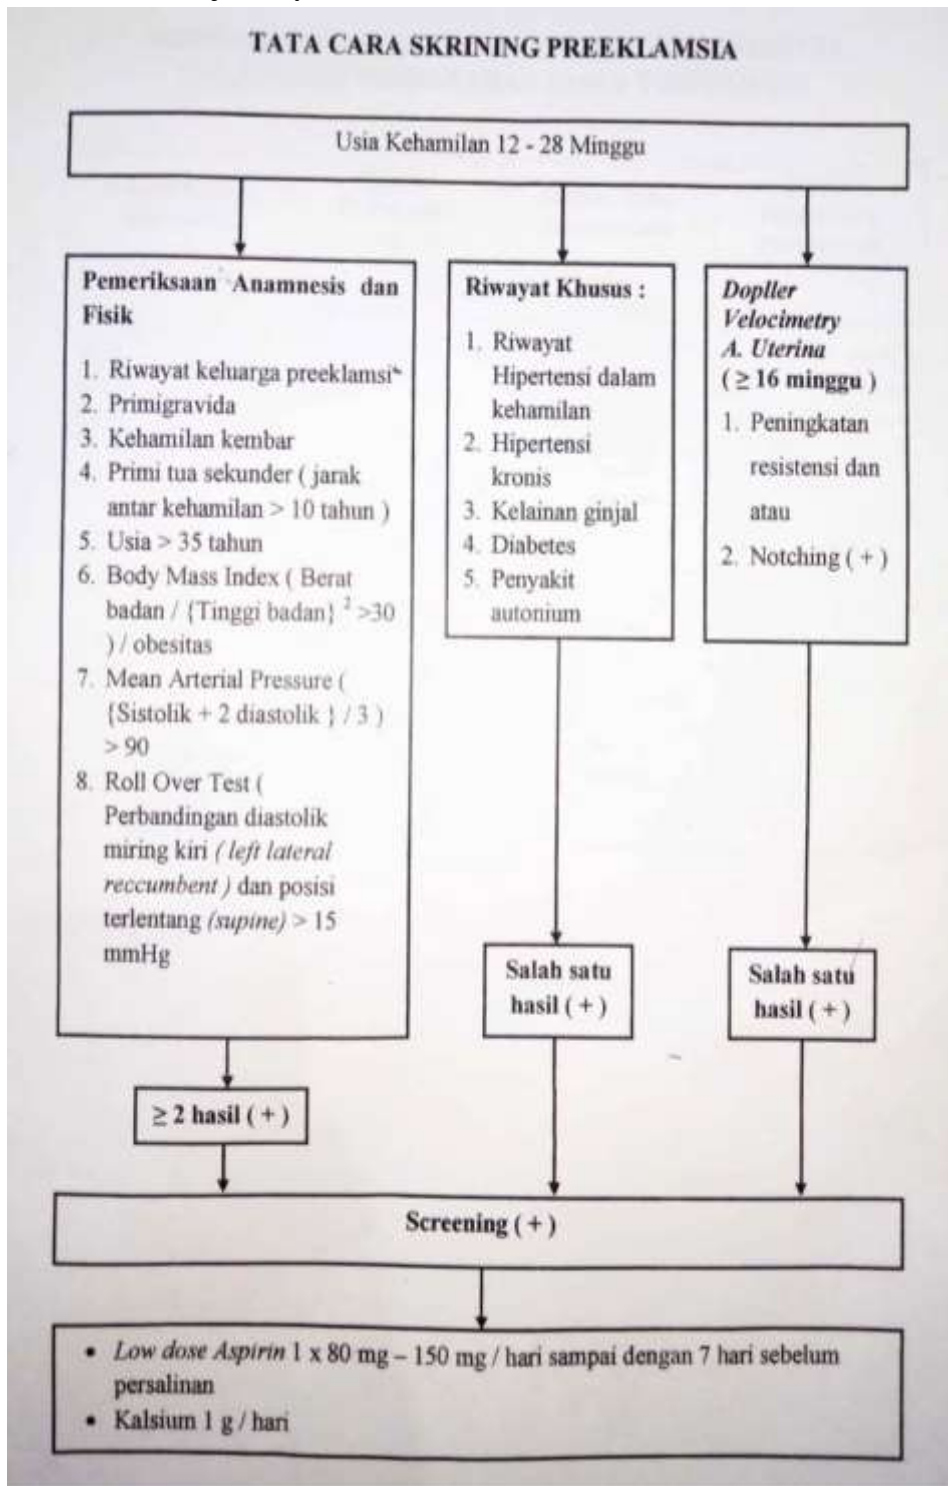 TATA CARA SKRINING PREEKLAMSIA
Usia Kehamilan 12 - 28 Minggu
Pemeriksaan Anamnesis dan
Fisik
1. Riwayat keluarga preeklamsi
2. Primigravida
3. Kehamilan kembar
4. Primi tua sekunder ( jarak
antar kehamilan > 10 tahun )
5. Usia > 35 tahun
6. Body Mass Index ( Berat
badan / {Tinggi badan} ² >30
) / obesitas
7. Mean Arterial Pressure (
{Sistolik + 2 diastolik } / 3 )
> 90
8. Roll Over Test (
Perbandingan diastolik
miring kiri ( left lateral
reccumbent ) dan posisi
terlentang (supine) > 15
mmHg
≥ 2 hasil ( + )
Riwayat Khusus :
1. Riwayat
Hipertensi dalam
kehamilan
2. Hipertensi
kronis
3. Kelainan ginjal
4. Diabetes
5. Penyakit
autonium
Salah satu
hasil ( + )
Dopller
Velocimetry
A. Uterina
( ≥ 16 minggu )
1. Peningkatan
resistensi dan
atau
2. Notching ( + )
Salah satu
hasil ( + )
Screening ( + )
• Low dose Aspirin 1 x 80 mg – 150 mg / hari sampai dengan 7 hari sebelum
persalinan
• Kalsium 1 g / hari